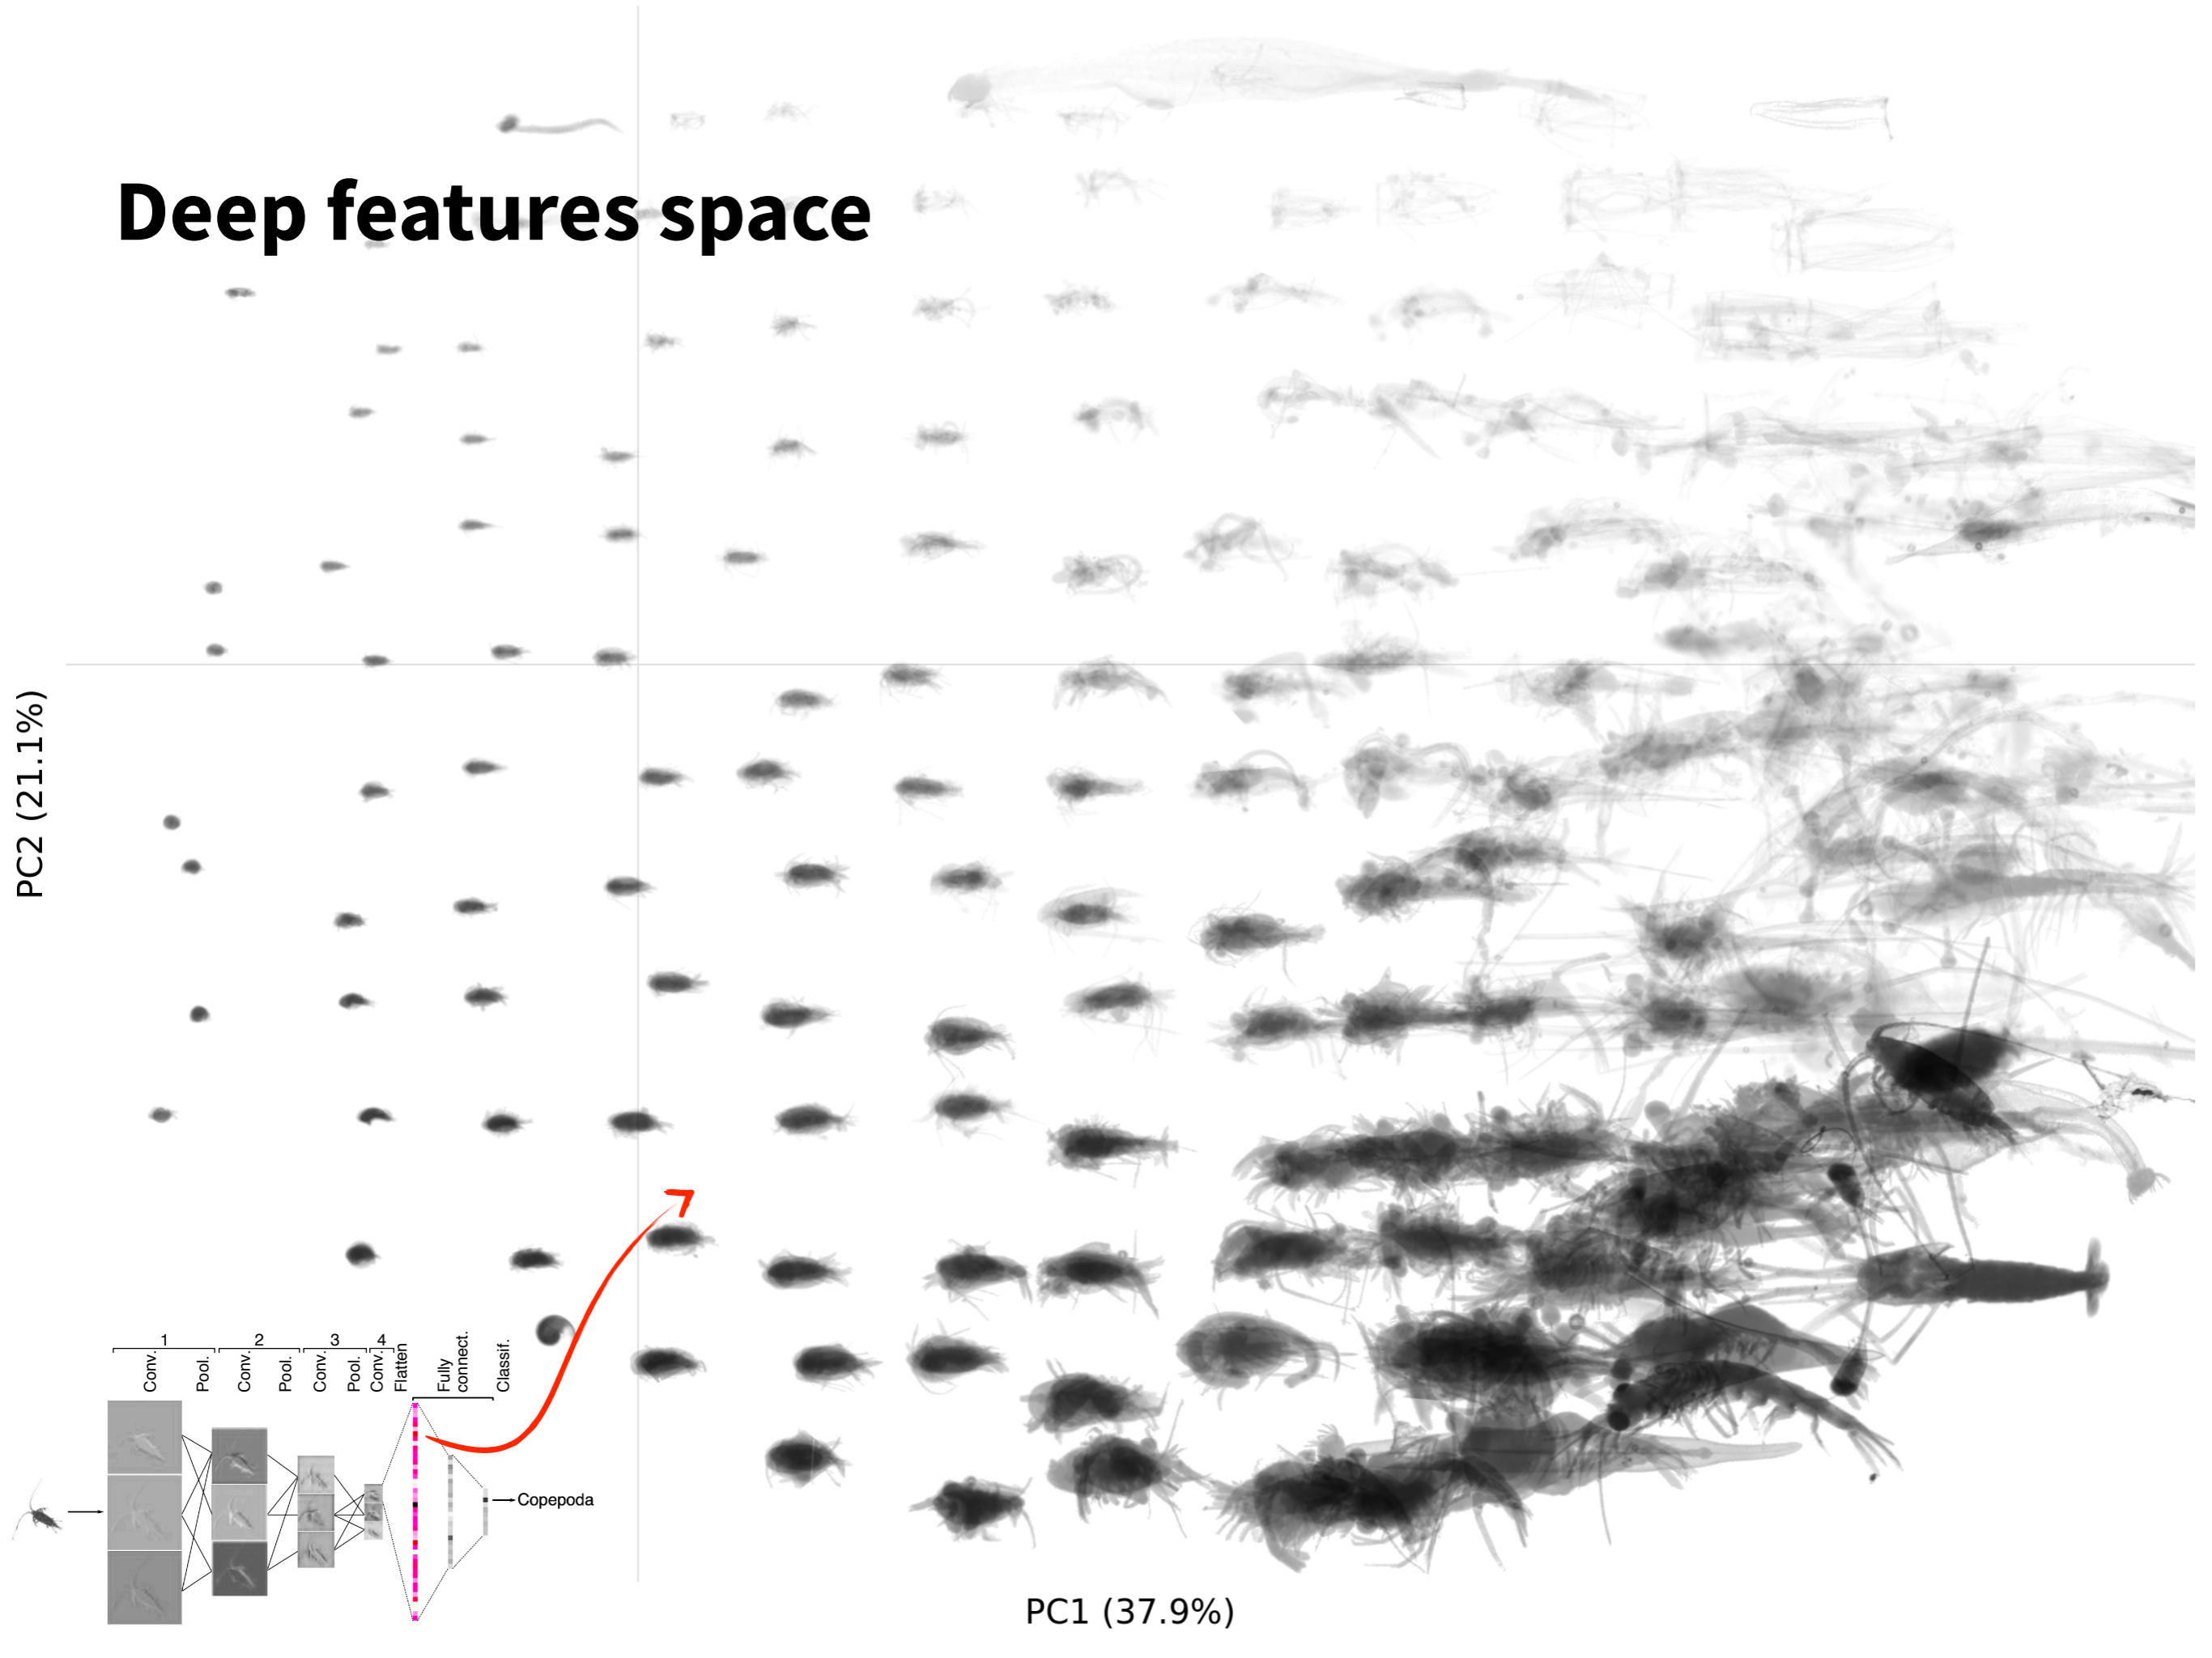 Deep features space
PC2 (21.1%)
1
2
3
4
Conv.
Pool.
Conv.
Pool.
Conv.
Pool.
Conv.
Flatten
Fully
connect.
Classif.
Copepoda
PC1 (37.9%)